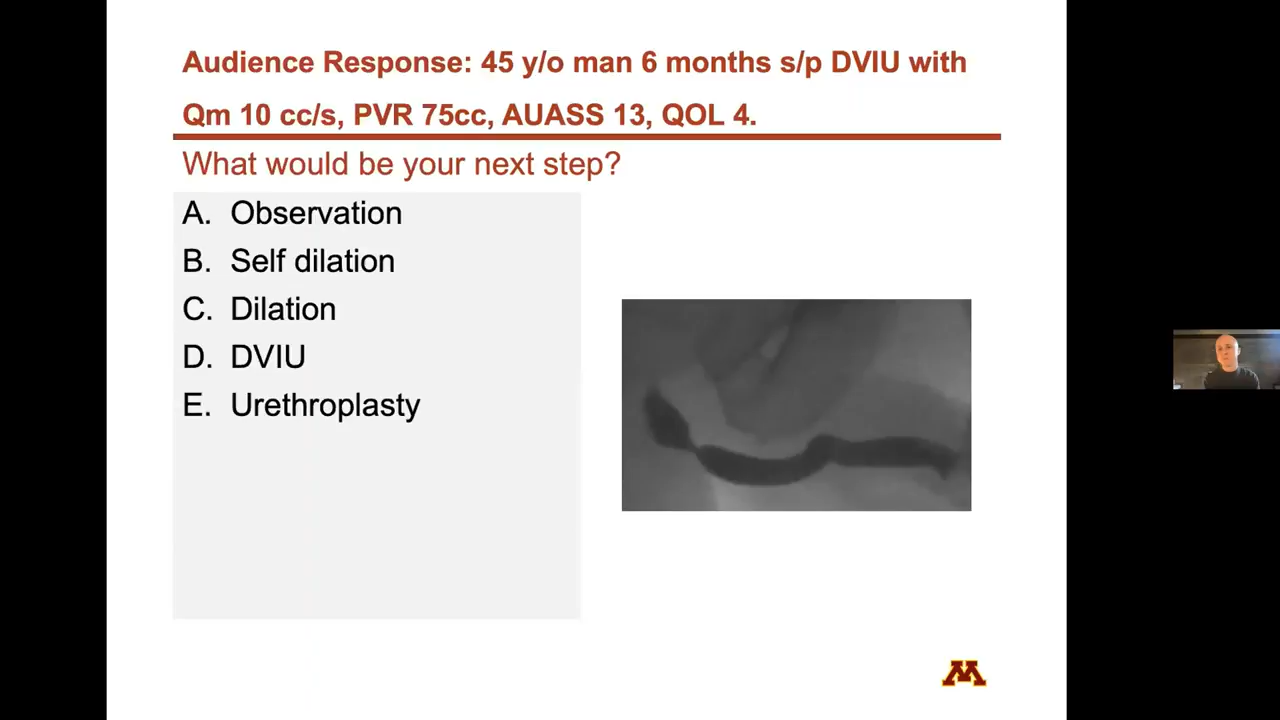 Audience Response: 45 y/o man 6 months s/p DVIU with
Qm 10 cc/s, PVR 75cc, AUASS 13, QOL 4.
What would be your next step?
A. Observation
B. Self dilation
C. Dilation
D. DVIU
E. Urethroplasty
M